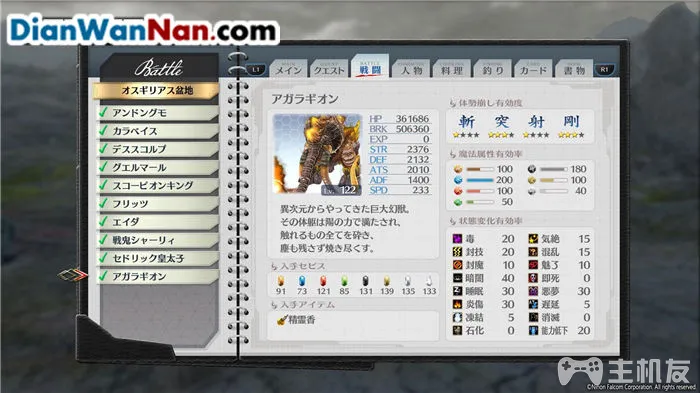 DianWanNan.com
Battle
オスギリアス盆地
アンドングモ
カラベイス
デススコルプ
グエルマール
スコーピオンキング
フリッツ
エイダ
戦鬼シャーリィ
セドリック皇太子
アガラギオン
L1
メイン
クエスト
BATTLE
戦闘
人物
料理
釣り
カード
書物
R1
アガラギオン
HP 361686
BRK 506360
STR 2376
DEF 2132
ATS 2010
ADF 1400
SPD 233
Lv. 122
異次元からやってきた巨大幻獣。
その体躯は陽の力で満たされ、
触れるもの全てを砕き、
塵も残さず焼き尽くす。
入手セピス
91 73 121 85 131 139 135 133
入手アイテム
精霊香
体勢崩し有効度
斬 突 射 剛
魔法属性有効率
100 180
200 100
100 40
50
状態変化有効率
毒 20 気絶 15
封技 20 混乱 15
封魔 10 魅了 10
暗闇 40 即死 0
睡眠 30 悪夢 30
炎傷 30 遅延 5
凍結 5 消滅 0
石化 0 能力低下 20
主机友
©Nihon Falcom Corporation. All rights reserved.